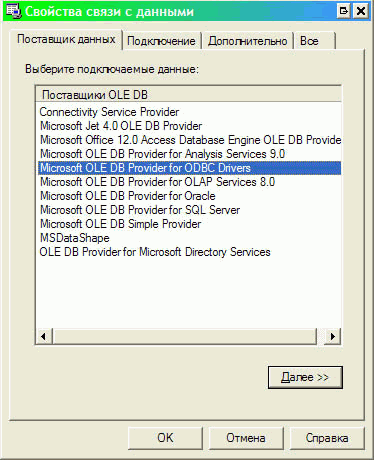 Свойства связи с данными
Поставщик данных Подключение Дополнительно Все
Выберите подключаемые данные:
Поставщики OLE DB
Connectivity Service Provider
Microsoft Jet 4.0 OLE DB Provider
Microsoft Office 12.0 Access Database Engine OLE DB Provide
Microsoft OLE DB Provider for Analysis Services 9.0
Microsoft OLE DB Provider for ODBC Drivers
Microsoft OLE DB Provider for OLAP Services 8.0
Microsoft OLE DB Provider for Oracle
Microsoft OLE DB Provider for SQL Server
Microsoft OLE DB Simple Provider
MSDataShape
OLE DB Provider for Microsoft Directory Services
Далее >>
ОК Отмена Справка